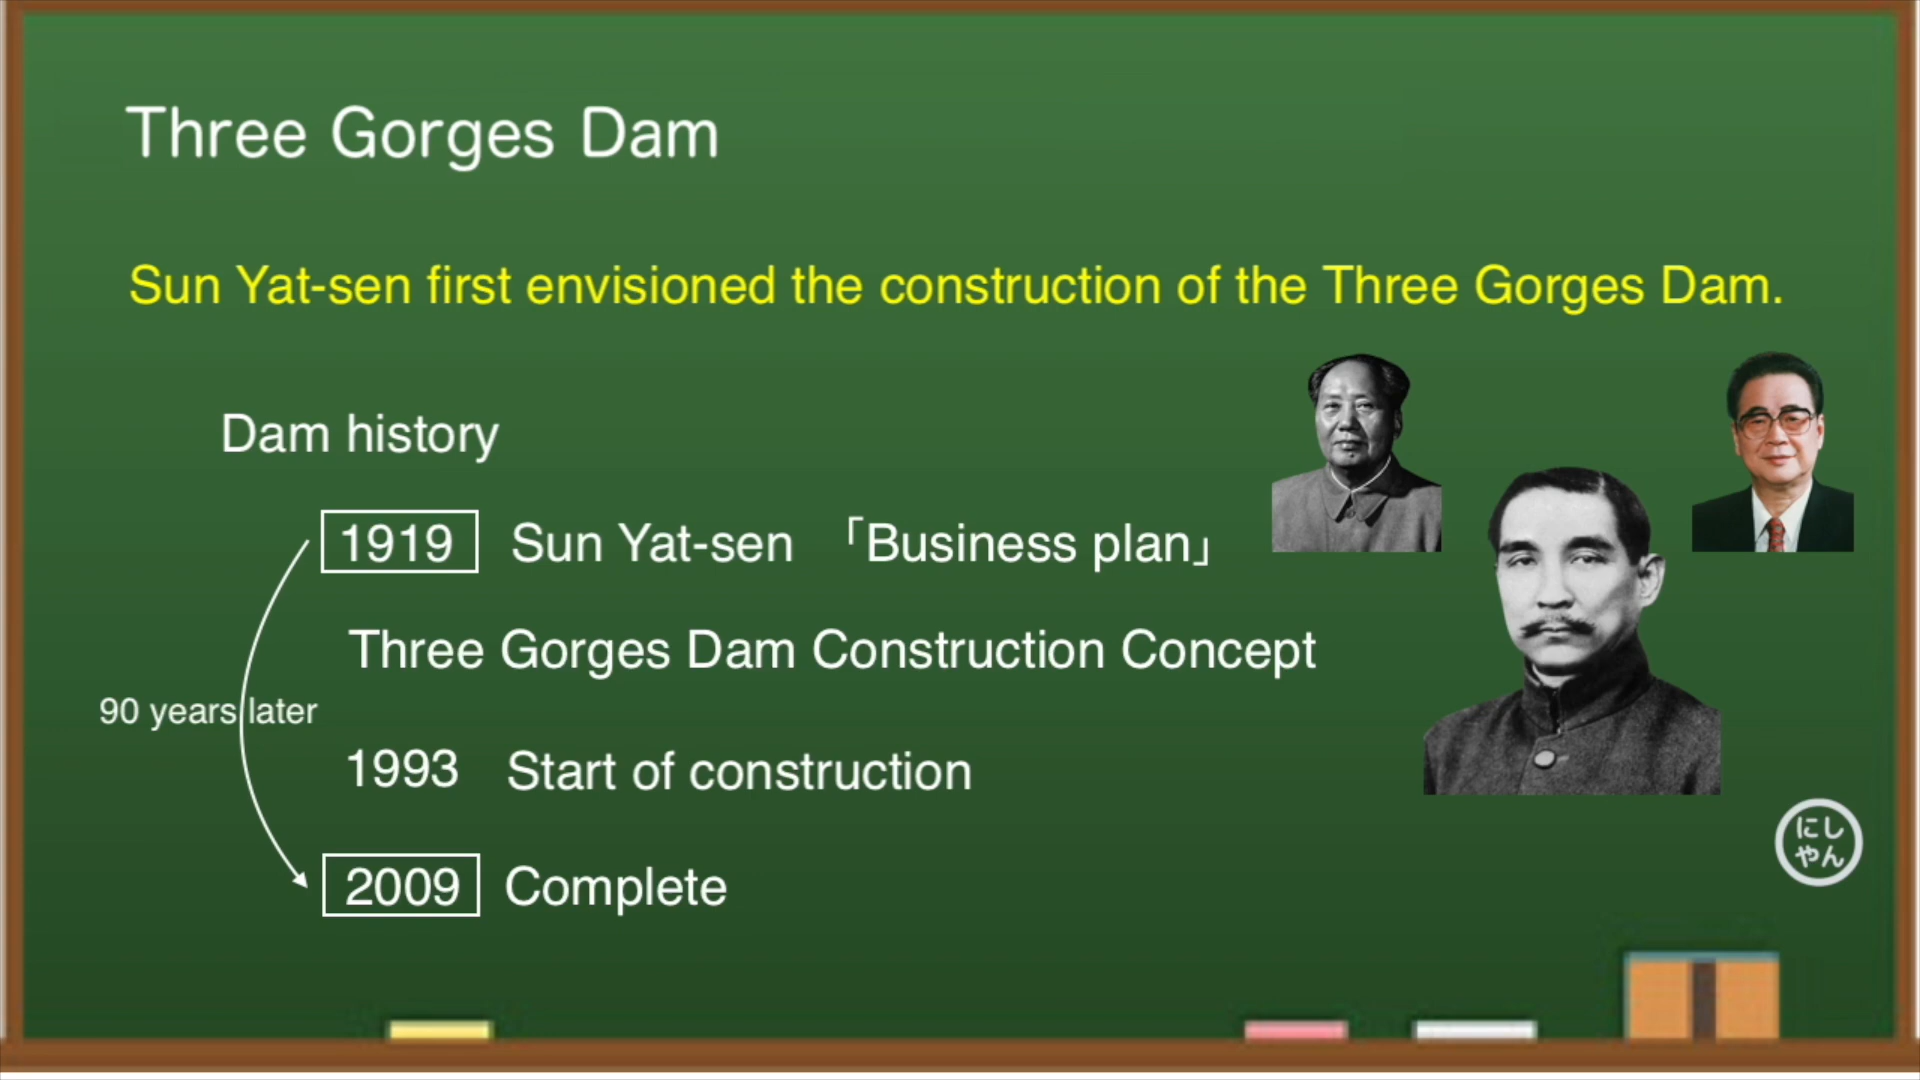 Three Gorges Dam
Sun Yat-sen first envisioned the construction of the Three Gorges Dam.
Dam history
1919 Sun Yat-sen 「Business plan」
Three Gorges Dam Construction Concept
90 years later
1993 Start of construction
2009 Complete
にし
やん